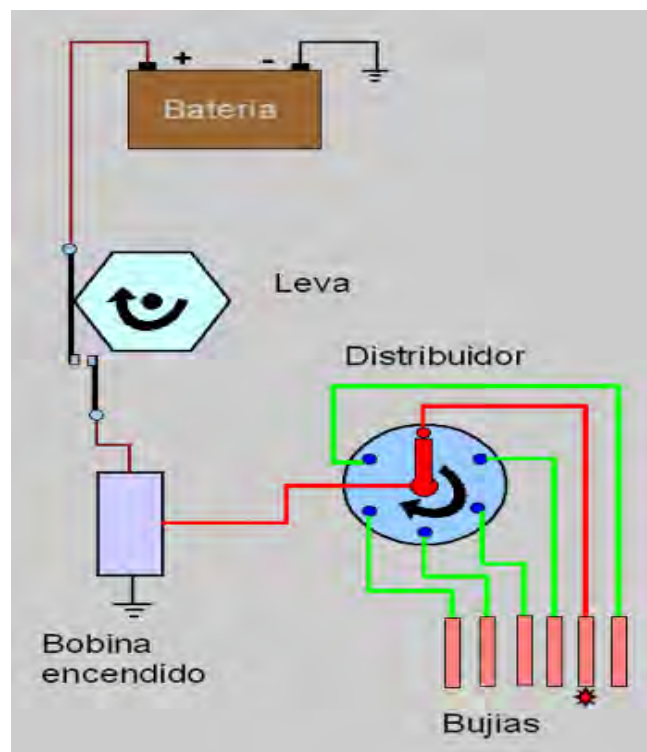 + -
Bateria
Leva
Distribuidor
Bobina
encendido
Bujias